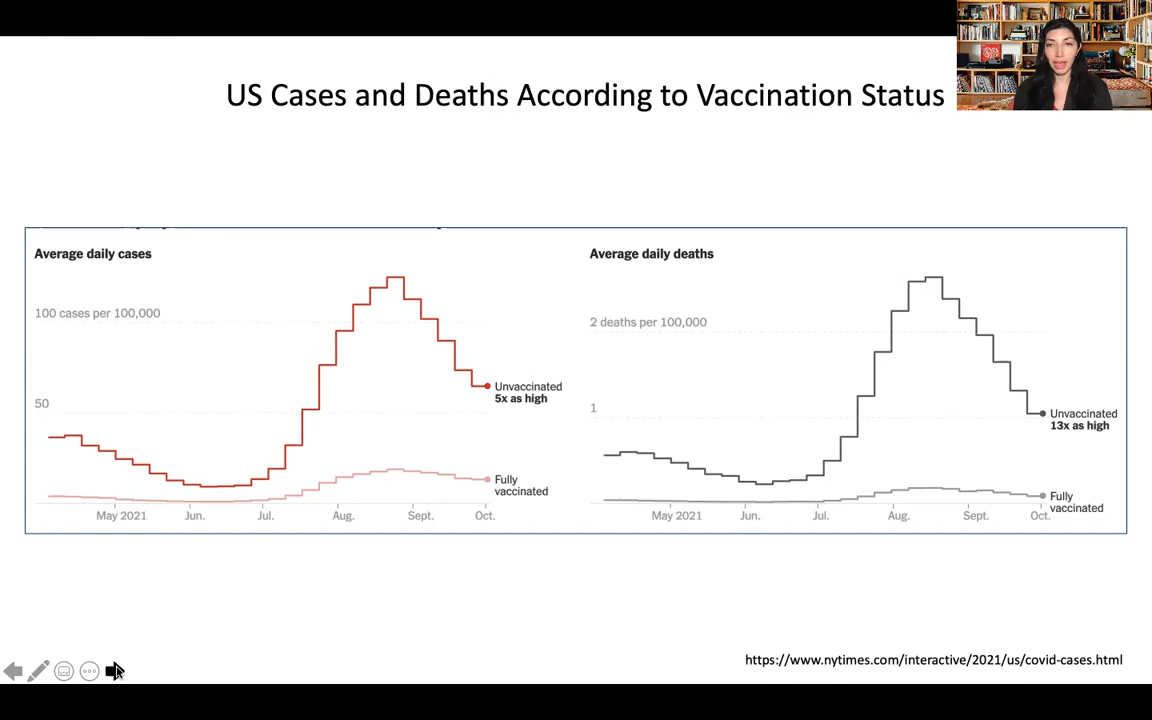 US Cases and Deaths According to Vaccination Status
Average daily cases
100 cases per 100,000
50
Unvaccinated
5x as high
Fully
vaccinated
May 2021 Jun. Jul. Aug. Sept. Oct.
Average daily deaths
2 deaths per 100,000
1
Unvaccinated
13x as high
Fully
vaccinated
May 2021 Jun. Jul. Aug. Sept. Oct.
https://www.nytimes.com/interactive/2021/us/covid-cases.html